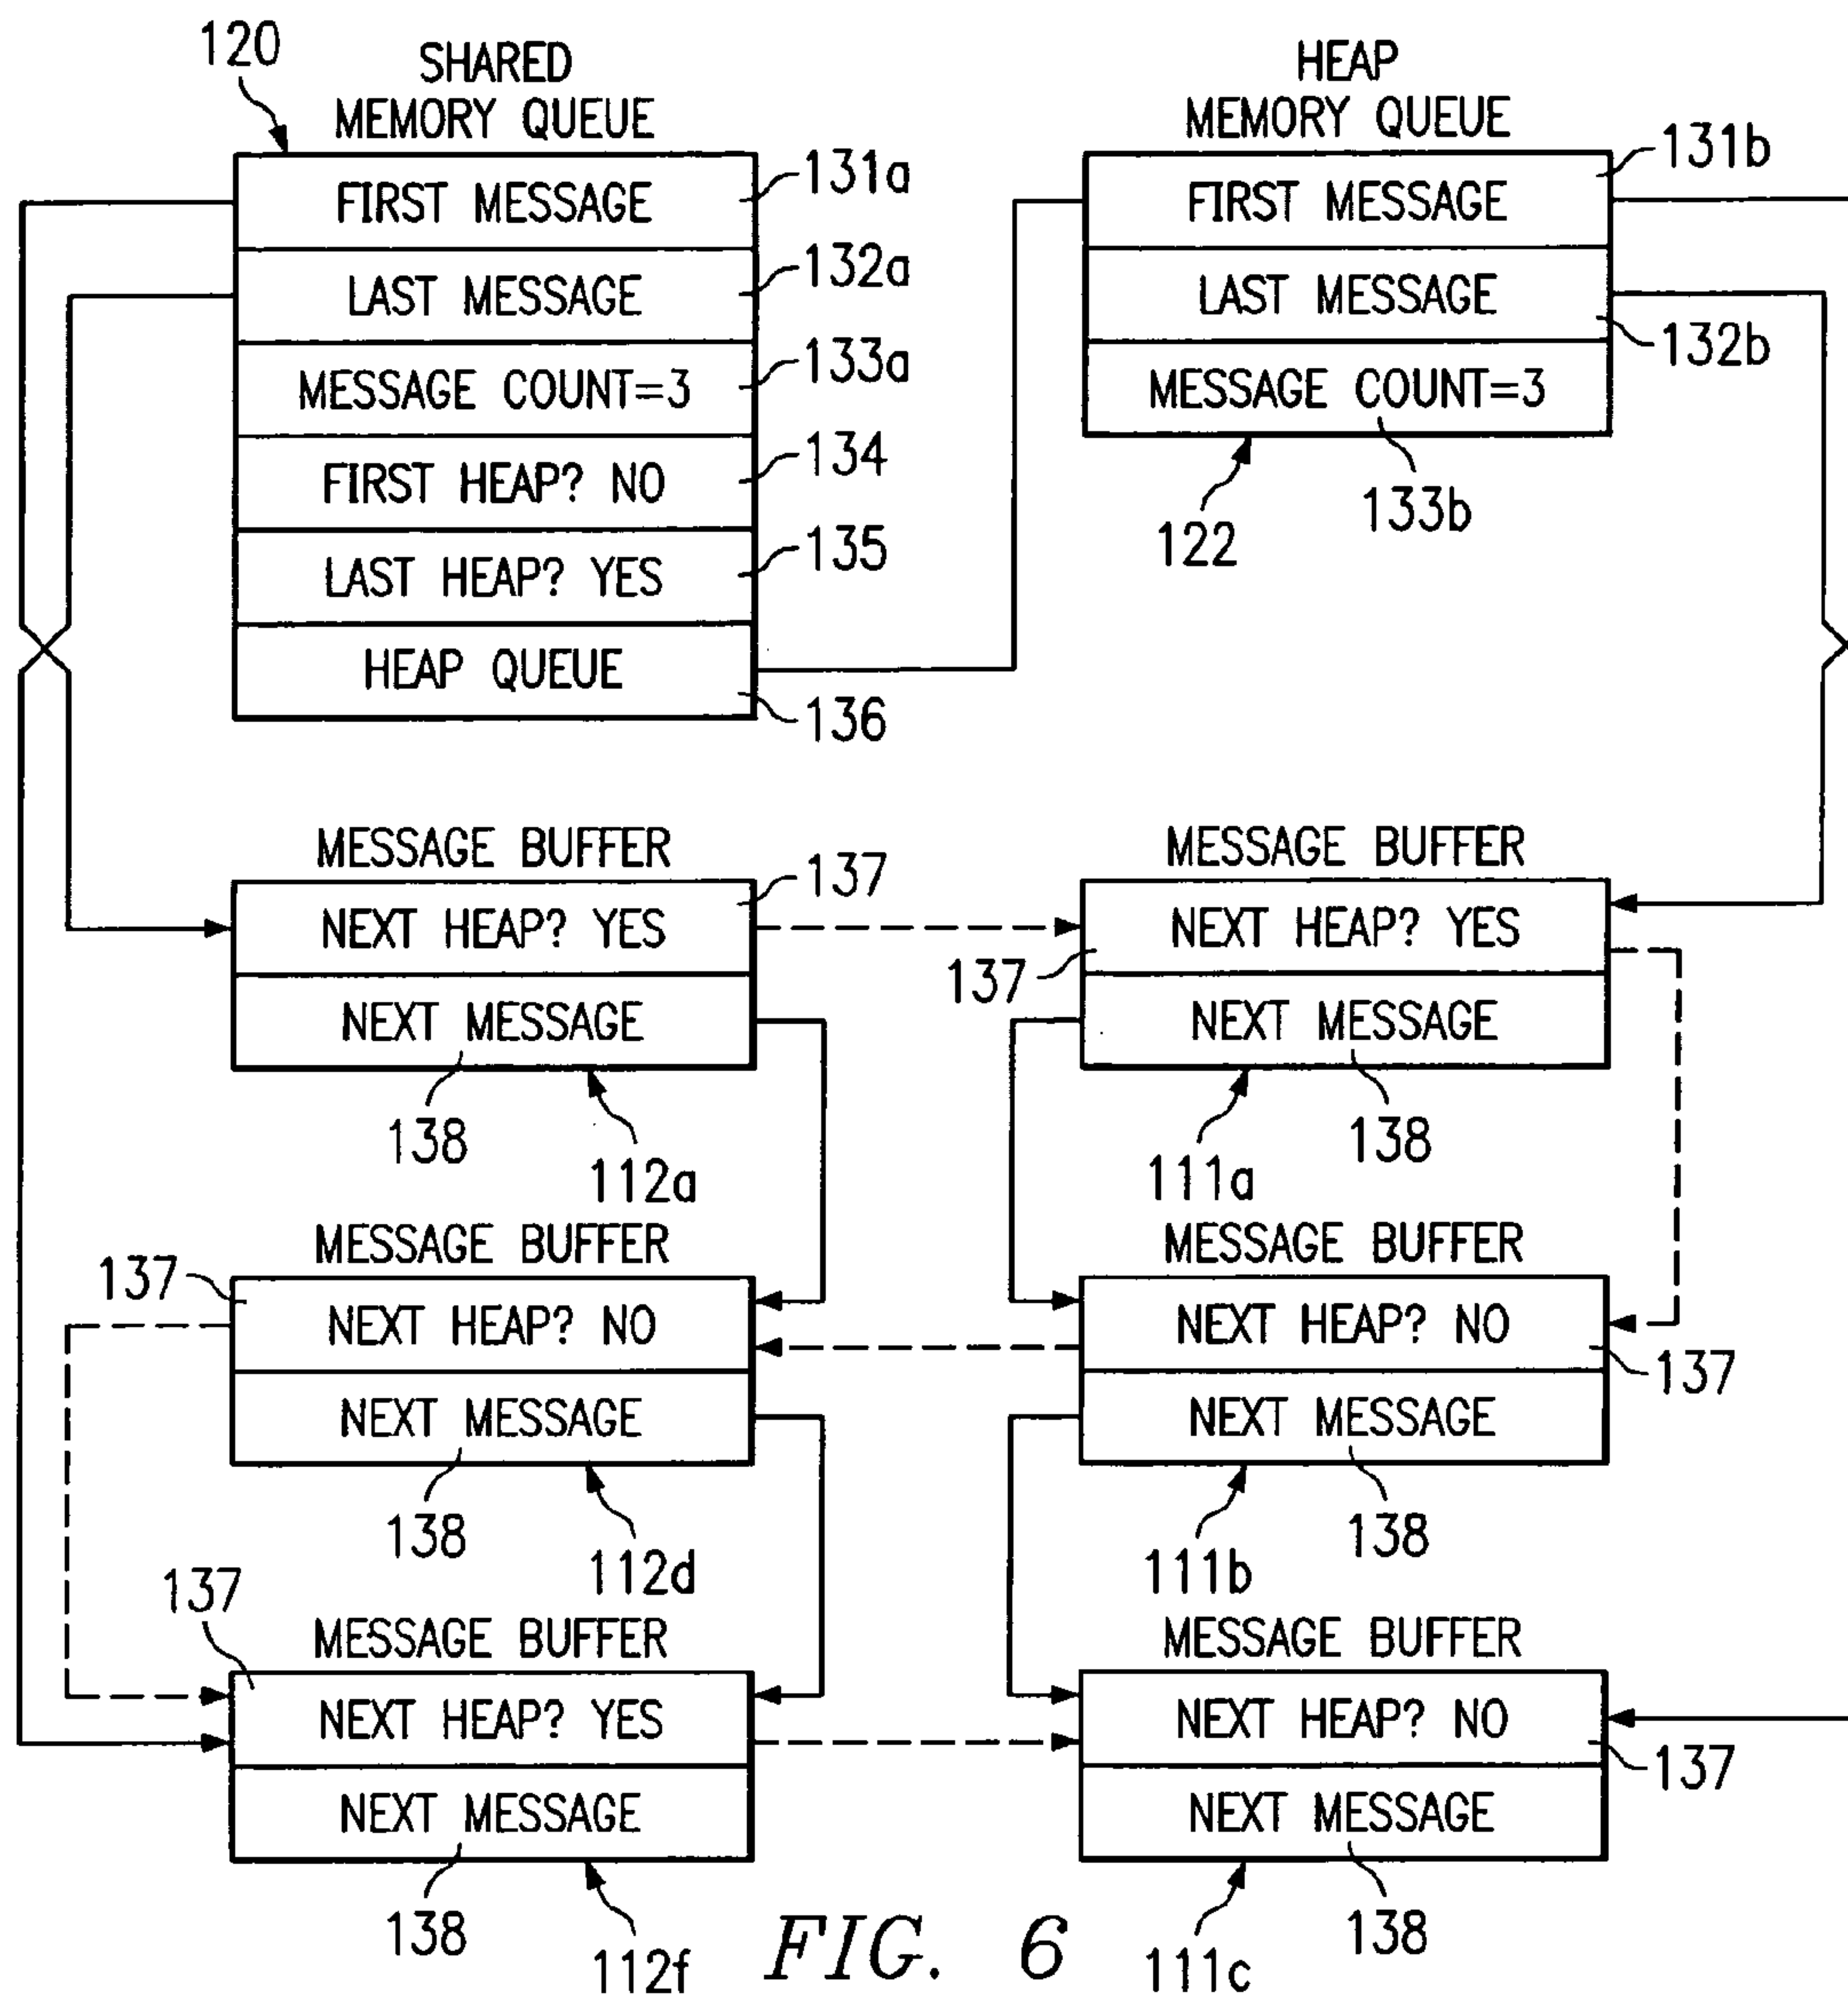 120
SHARED
MEMORY QUEUE
FIRST MESSAGE
131a
LAST MESSAGE
132a
MESSAGE COUNT=3
133a
FIRST HEAP? NO
134
LAST HEAP? YES
135
HEAP QUEUE
136
HEAP
MEMORY QUEUE
FIRST MESSAGE
131b
LAST MESSAGE
132b
MESSAGE COUNT=3
133b
122
MESSAGE BUFFER
137
NEXT HEAP? YES
NEXT MESSAGE
138
112a
MESSAGE BUFFER
NEXT HEAP? YES
137
NEXT MESSAGE
138
111a
MESSAGE BUFFER
137
NEXT HEAP? NO
NEXT MESSAGE
138
112d
MESSAGE BUFFER
NEXT HEAP? NO
137
NEXT MESSAGE
138
111b
MESSAGE BUFFER
137
NEXT HEAP? YES
NEXT MESSAGE
138
112f
MESSAGE BUFFER
NEXT HEAP? NO
137
NEXT MESSAGE
138
111c
FIG. 6